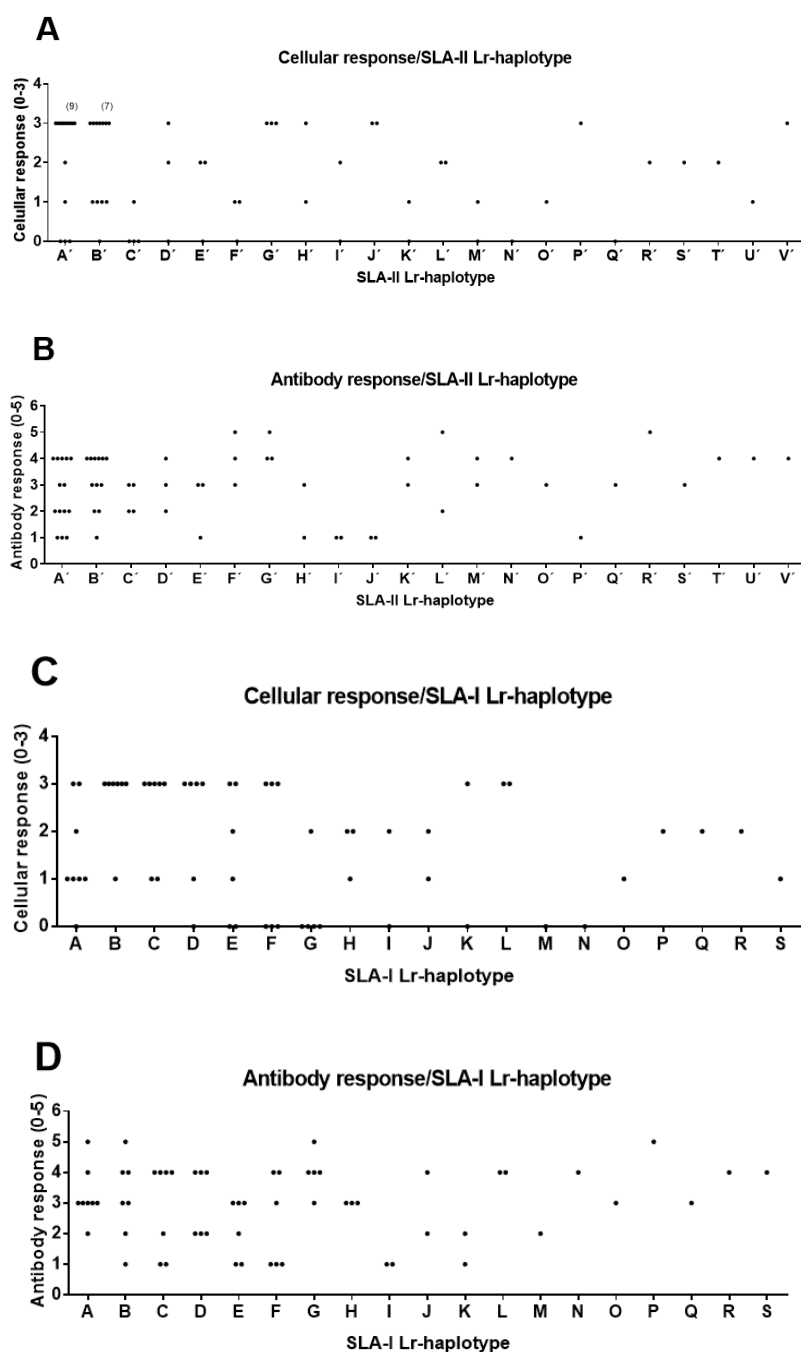 A
Cellular response/SLA-II Lr-haplotype
Celullar response (0-3)
4
3
2
1
0
(9)
(7)
A´ B´ C´ D´ E´ F´ G´ H´ I´ J´ K´ L´ M´ N´ O´ P´ Q´ R´ S´ T´ U´ V´
SLA-II Lr-haplotype
B
Antibody response/SLA-II Lr-haplotype
Antibody response (0-5)
6
5
4
3
2
1
0
A´ B´ C´ D´ E´ F´ G´ H´ I´ J´ K´ L´ M´ N´ O´ P´ Q´ R´ S´ T´ U´ V´
SLA-II Lr-haplotype
C
Cellular response/SLA-I Lr-haplotype
Cellular response (0-3)
4
3
2
1
0
A B C D E F G H I J K L M N O P Q R S
SLA-I Lr-haplotype
D
Antibody response/SLA-I Lr-haplotype
Antibody response (0-5)
6
5
4
3
2
1
0
A B C D E F G H I J K L M N O P Q R S
SLA-I Lr-haplotype